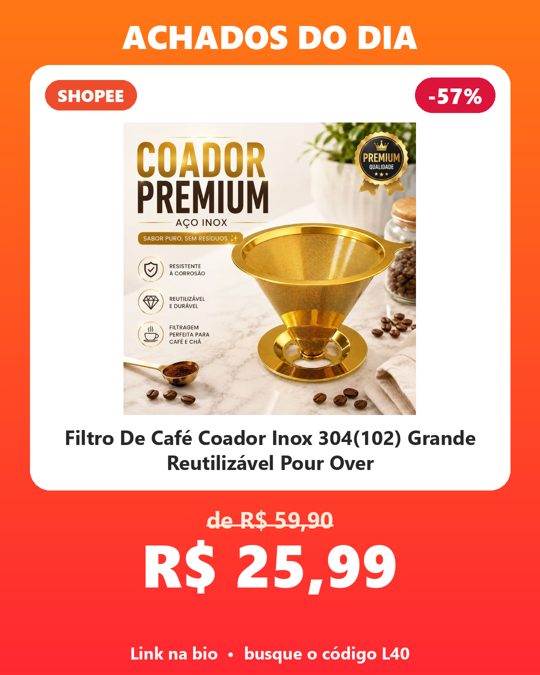 ACHADOS DO DIA
SHOPEE
-57%
COADOR
PREMIUM
AÇO INOX
SABOR PURO, SEM RESÍDUOS
PREMIUM
QUALIDADE
RESISTENTE
À CORROSÃO
REUTILIZÁVEL
E DURÁVEL
FILTRAGEM
PERFEITA PARA
CAFÉ E CHÁ
Filtro De Café Coador Inox 304(102) Grande
Reutilizável Pour Over
de R$ 59,90
R$ 25,99
Link na bio • busque o código L40